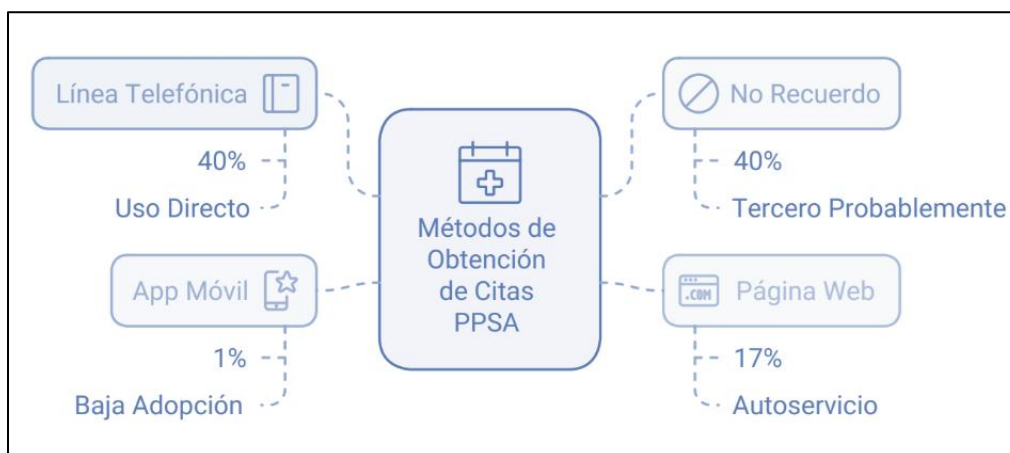 Línea Telefónica
40%
Uso Directo
App Móvil
1%
Baja Adopción
Métodos de
Obtención
de Citas
PPSA
No Recuerdo
40%
Tercero Probablemente
.COM
Página Web
17%
Autoservicio